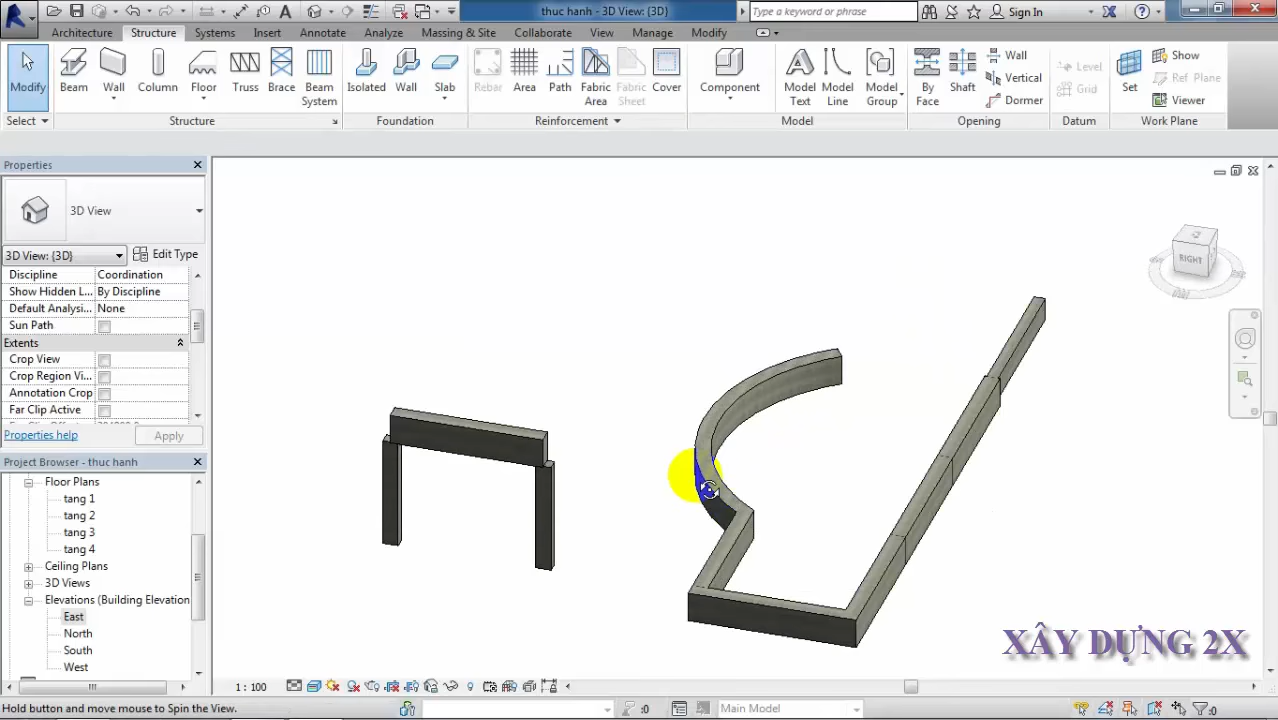 thuc hanh - 3D View: {3D}
Type a keyword or phrase
Sign In
Architecture
Structure
Systems
Insert
Annotate
Analyze
Massing & Site
Collaborate
View
Manage
Modify
Modify
Beam
Wall
Column
Floor
Truss
Brace
Beam System
Isolated
Wall
Slab
Rebar
Area
Path
Fabric Area
Fabric Sheet
Cover
Component
Model Text
Model Line
Model Group
By Face
Shaft
Wall
Vertical
Dormer
Level
Grid
Set
Show
Ref Plane
Viewer
Select
Structure
Foundation
Reinforcement
Model
Opening
Datum
Work Plane
Properties
3D View
3D View: {3D}
Edit Type
Discipline Coordination
Show Hidden L... By Discipline
Default Analysi... None
Sun Path
Extents
Crop View
Crop Region Vi...
Annotation Crop
Far Clip Active
Properties help
Apply
Project Browser - thuc hanh
Floor Plans
tang 1
tang 2
tang 3
tang 4
Ceiling Plans
3D Views
Elevations (Building Elevation
East
North
South
West
RIGHT
XÂY DỰNG 2X
1 : 100
Hold button and move mouse to Spin the View.
:0
Main Model
:0